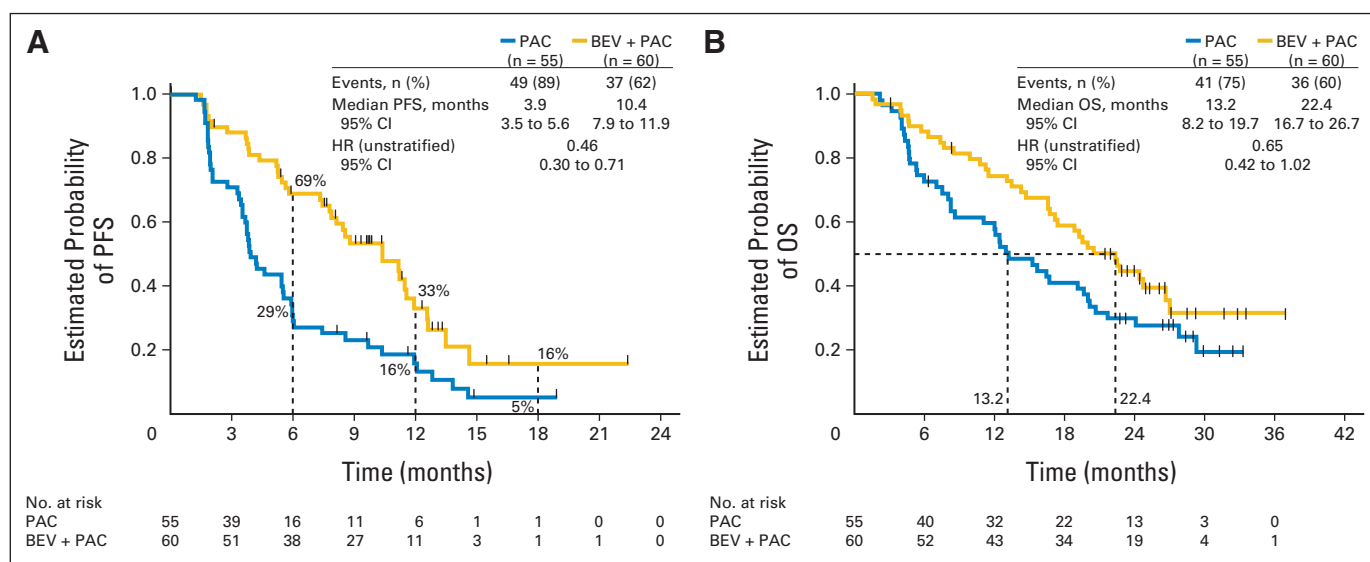 A
PAC BEV + PAC
(n = 55) (n = 60)
Events, n (%) 49 (89) 37 (62)
Median PFS, months 3.9 10.4
95% CI 3.5 to 5.6 7.9 to 11.9
HR (unstratified) 0.46
95% CI 0.30 to 0.71
Estimated Probability
of PFS
1.0
0.8
0.6
0.4
0.2
69%
29%
33%
16%
16%
5%
0 3 6 9 12 15 18 21 24
Time (months)
No. at risk
PAC 55 39 16 11 6 1 1 0 0
BEV + PAC 60 51 38 27 11 3 1 1 0
B
PAC BEV + PAC
(n = 55) (n = 60)
Events, n (%) 41 (75) 36 (60)
Median OS, months 13.2 22.4
95% CI 8.2 to 19.7 16.7 to 26.7
HR (unstratified) 0.65
95% CI 0.42 to 1.02
Estimated Probability
of OS
1.0
0.8
0.6
0.4
0.2
13.2 22.4
0 6 12 18 24 30 36 42
Time (months)
No. at risk
PAC 55 40 32 22 13 3 0
BEV + PAC 60 52 43 34 19 4 1